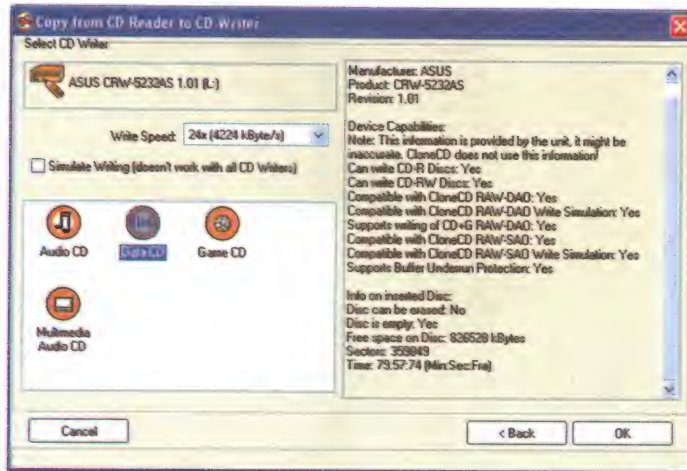 Copy from CD Reader to CD Writer
Select CD Writer
ASUS CRW-5232AS 1.01 (L:)
Write Speed: 24x (4224 kByte/s)
Simulate Writing (doesn't work with all CD Writers)
Audio CD
Data CD
Game CD
Multimedia
Audio CD
Manufacturer: ASUS
Product: CRW-5232AS
Revision: 1.01
Device Capabilities:
Note: This information is provided by the unit, it might be
inaccurate. CloneCD does not use this information!
Can write CD-R Discs: Yes
Can write CD-RW Discs: Yes
Compatible with CloneCD RAW-DAO: Yes
Compatible with CloneCD RAW-DAO Write Simulation: Yes
Supports writing of CD+G RAW-DAO: Yes
Compatible with CloneCD RAW-SAO: Yes
Compatible with CloneCD RAW-SAO Write Simulation: Yes
Supports Buffer Underrun Protection: Yes
Info on inserted Disc:
Disc can be erased: No
Disc is empty: Yes
Free space on Disc: 826528 kBytes
Sectors: 359849
Time: 79:57:74 (Min:Sec:Fra)
Cancel
< Back
OK